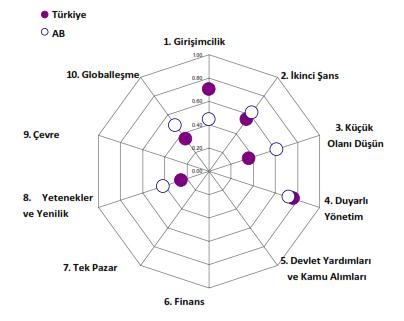 Türkiye
AB
1. Girişimcilik
10. Globalleşme
2. İkinci Şans
9. Çevre
3. Küçük
Olanı Düşün
8. Yetenekler
ve Yenilik
4. Duyarlı
Yönetim
7. Tek Pazar
5. Devlet Yardımları
ve Kamu Alımları
6. Finans
1.00
0.80
0.60
0.40
0.20
0.00